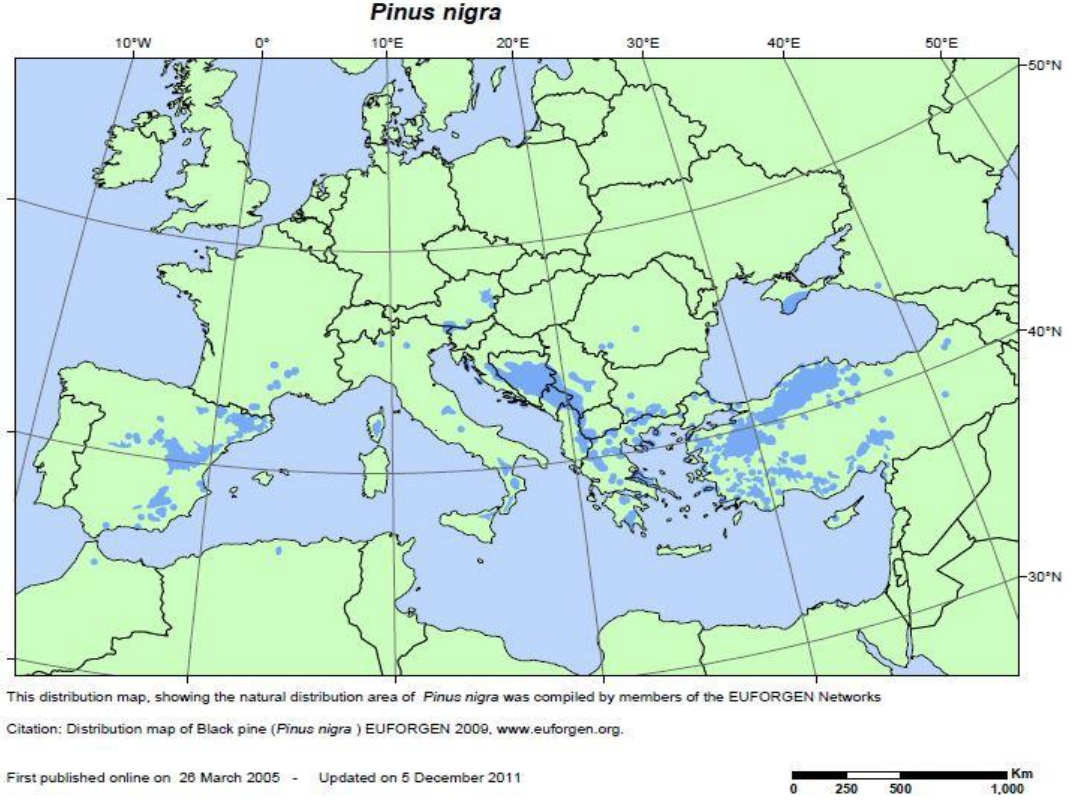 Pinus nigra
10°W 0° 10°E 20°E 30°E 40°E 50°E
50°N
40°N
30°N
This distribution map, showing the natural distribution area of Pinus nigra was compiled by members of the EUFORGEN Networks
Citation: Distribution map of Black pine (Pinus nigra ) EUFORGEN 2009, www.euforgen.org.
First published online on 26 March 2005 - Updated on 5 December 2011
Km
0 250 500 1,000